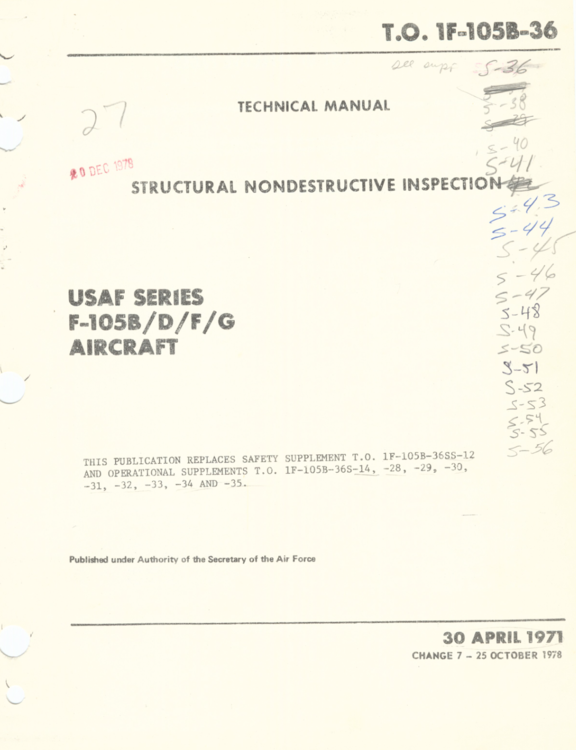 T.O. 1F-105B-36
S-36
27
TECHNICAL MANUAL
S-38
S-40
20 DEC 1978
S-41
STRUCTURAL NONDESTRUCTIVE INSPECTION
S-43
S-44
S-45
S-46
USAF SERIES
S-47
F-105B/D/F/G
S-48
AIRCRAFT
S-49
S-50
S-51
S-52
S-53
S-54
S-55
S-56
THIS PUBLICATION REPLACES SAFETY SUPPLEMENT T.O. 1F-105B-36SS-12
AND OPERATIONAL SUPPLEMENTS T.O. 1F-105B-36S-14, -28, -29, -30,
-31, -32, -33, -34 AND -35.
Published under Authority of the Secretary of the Air Force
30 APRIL 1971
CHANGE 7 – 25 OCTOBER 1978